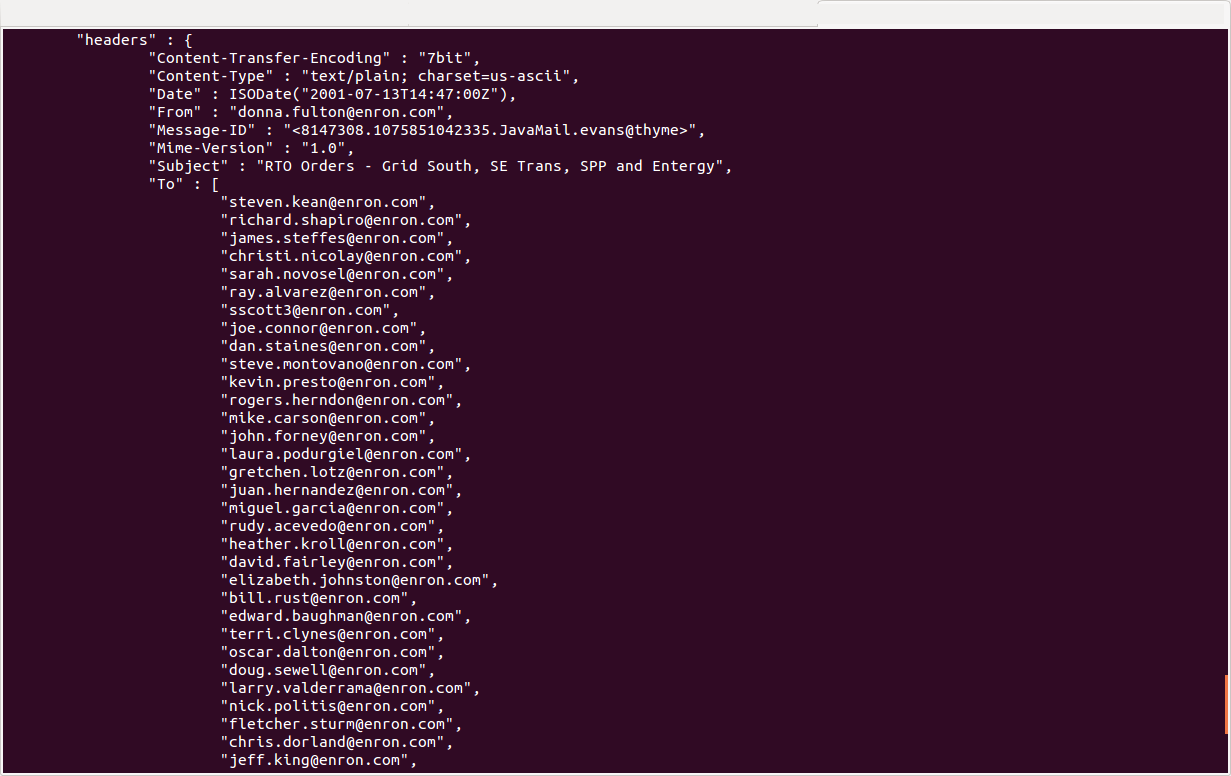 "headers" : {
"Content-Transfer-Encoding" : "7bit",
"Content-Type" : "text/plain; charset=us-ascii",
"Date" : ISODate("2001-07-13T14:47:00Z"),
"From" : "donna.fulton@enron.com",
"Message-ID" : "<8147308.1075851042335.JavaMail.evans@thyme>",
"Mime-Version" : "1.0",
"Subject" : "RTO Orders - Grid South, SE Trans, SPP and Entergy",
"To" : [
"steven.kean@enron.com",
"richard.shapiro@enron.com",
"james.steffes@enron.com",
"christi.nicolay@enron.com",
"sarah.novosel@enron.com",
"ray.alvarez@enron.com",
"sscott3@enron.com",
"joe.connor@enron.com",
"dan.staines@enron.com",
"steve.montovano@enron.com",
"kevin.presto@enron.com",
"rogers.herndon@enron.com",
"mike.carson@enron.com",
"john.forney@enron.com",
"laura.podurgiel@enron.com",
"gretchen.lotz@enron.com",
"juan.hernandez@enron.com",
"miguel.garcia@enron.com",
"rudy.acevedo@enron.com",
"heather.kroll@enron.com",
"david.fairley@enron.com",
"elizabeth.johnston@enron.com",
"bill.rust@enron.com",
"edward.baughman@enron.com",
"terri.clynes@enron.com",
"oscar.dalton@enron.com",
"doug.sewell@enron.com",
"larry.valderrama@enron.com",
"nick.politis@enron.com",
"fletcher.sturm@enron.com",
"chris.dorland@enron.com",
"jeff.king@enron.com",